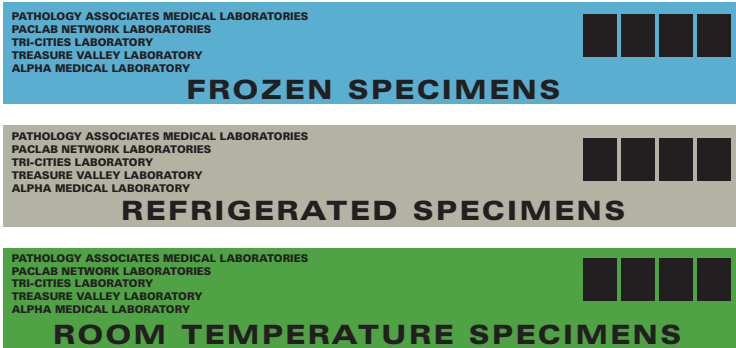 PATHOLOGY ASSOCIATES MEDICAL LABORATORIES
PACLAB NETWORK LABORATORIES
TRI-CITIES LABORATORY
TREASURE VALLEY LABORATORY
ALPHA MEDICAL LABORATORY
FROZEN SPECIMENS
PATHOLOGY ASSOCIATES MEDICAL LABORATORIES
PACLAB NETWORK LABORATORIES
TRI-CITIES LABORATORY
TREASURE VALLEY LABORATORY
ALPHA MEDICAL LABORATORY
REFRIGERATED SPECIMENS
PATHOLOGY ASSOCIATES MEDICAL LABORATORIES
PACLAB NETWORK LABORATORIES
TRI-CITIES LABORATORY
TREASURE VALLEY LABORATORY
ALPHA MEDICAL LABORATORY
ROOM TEMPERATURE SPECIMENS